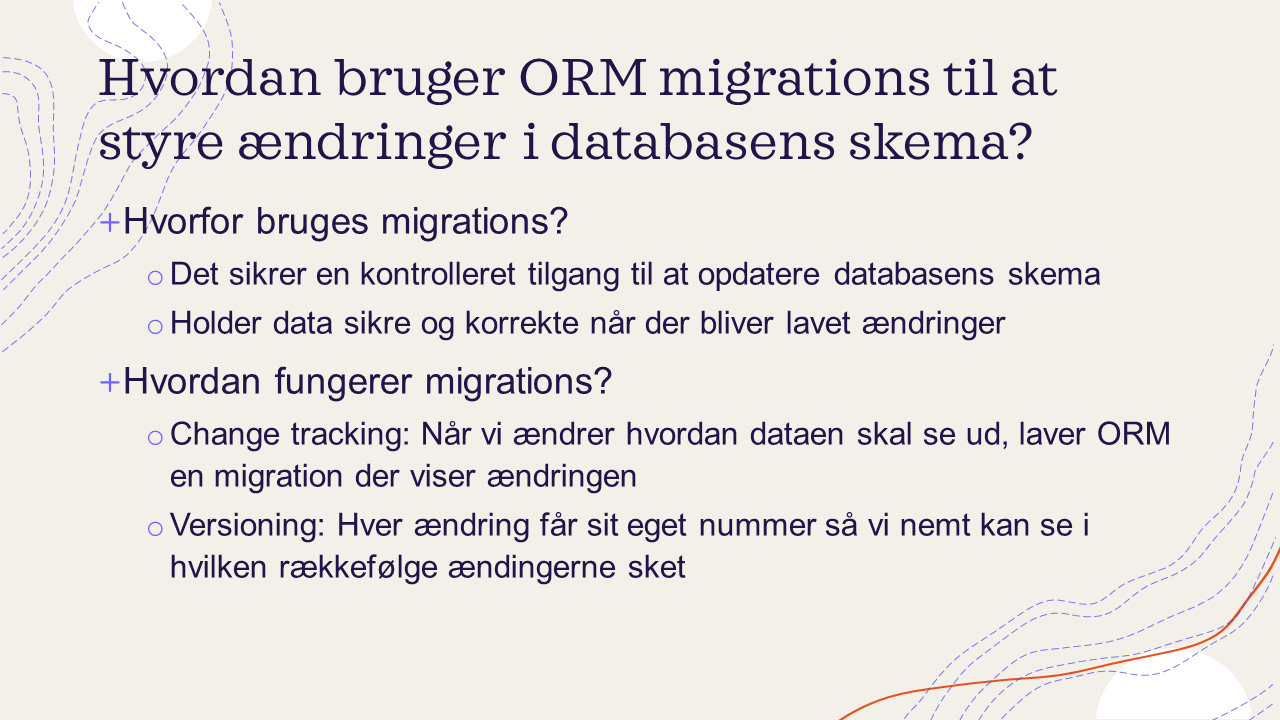 Hvordan bruger ORM migrations til at
styre ændringer i databasens skema?
+Hvorfor bruges migrations?
o Det sikrer en kontrolleret tilgang til at opdatere databasens skema
o Holder data sikre og korrekte når der bliver lavet ændringer
+Hvordan fungerer migrations?
o Change tracking: Når vi ændrer hvordan dataen skal se ud, laver ORM
en migration der viser ændringen
o Versioning: Hver ændring får sit eget nummer så vi nemt kan se i
hvilken rækkefølge ændingerne sket